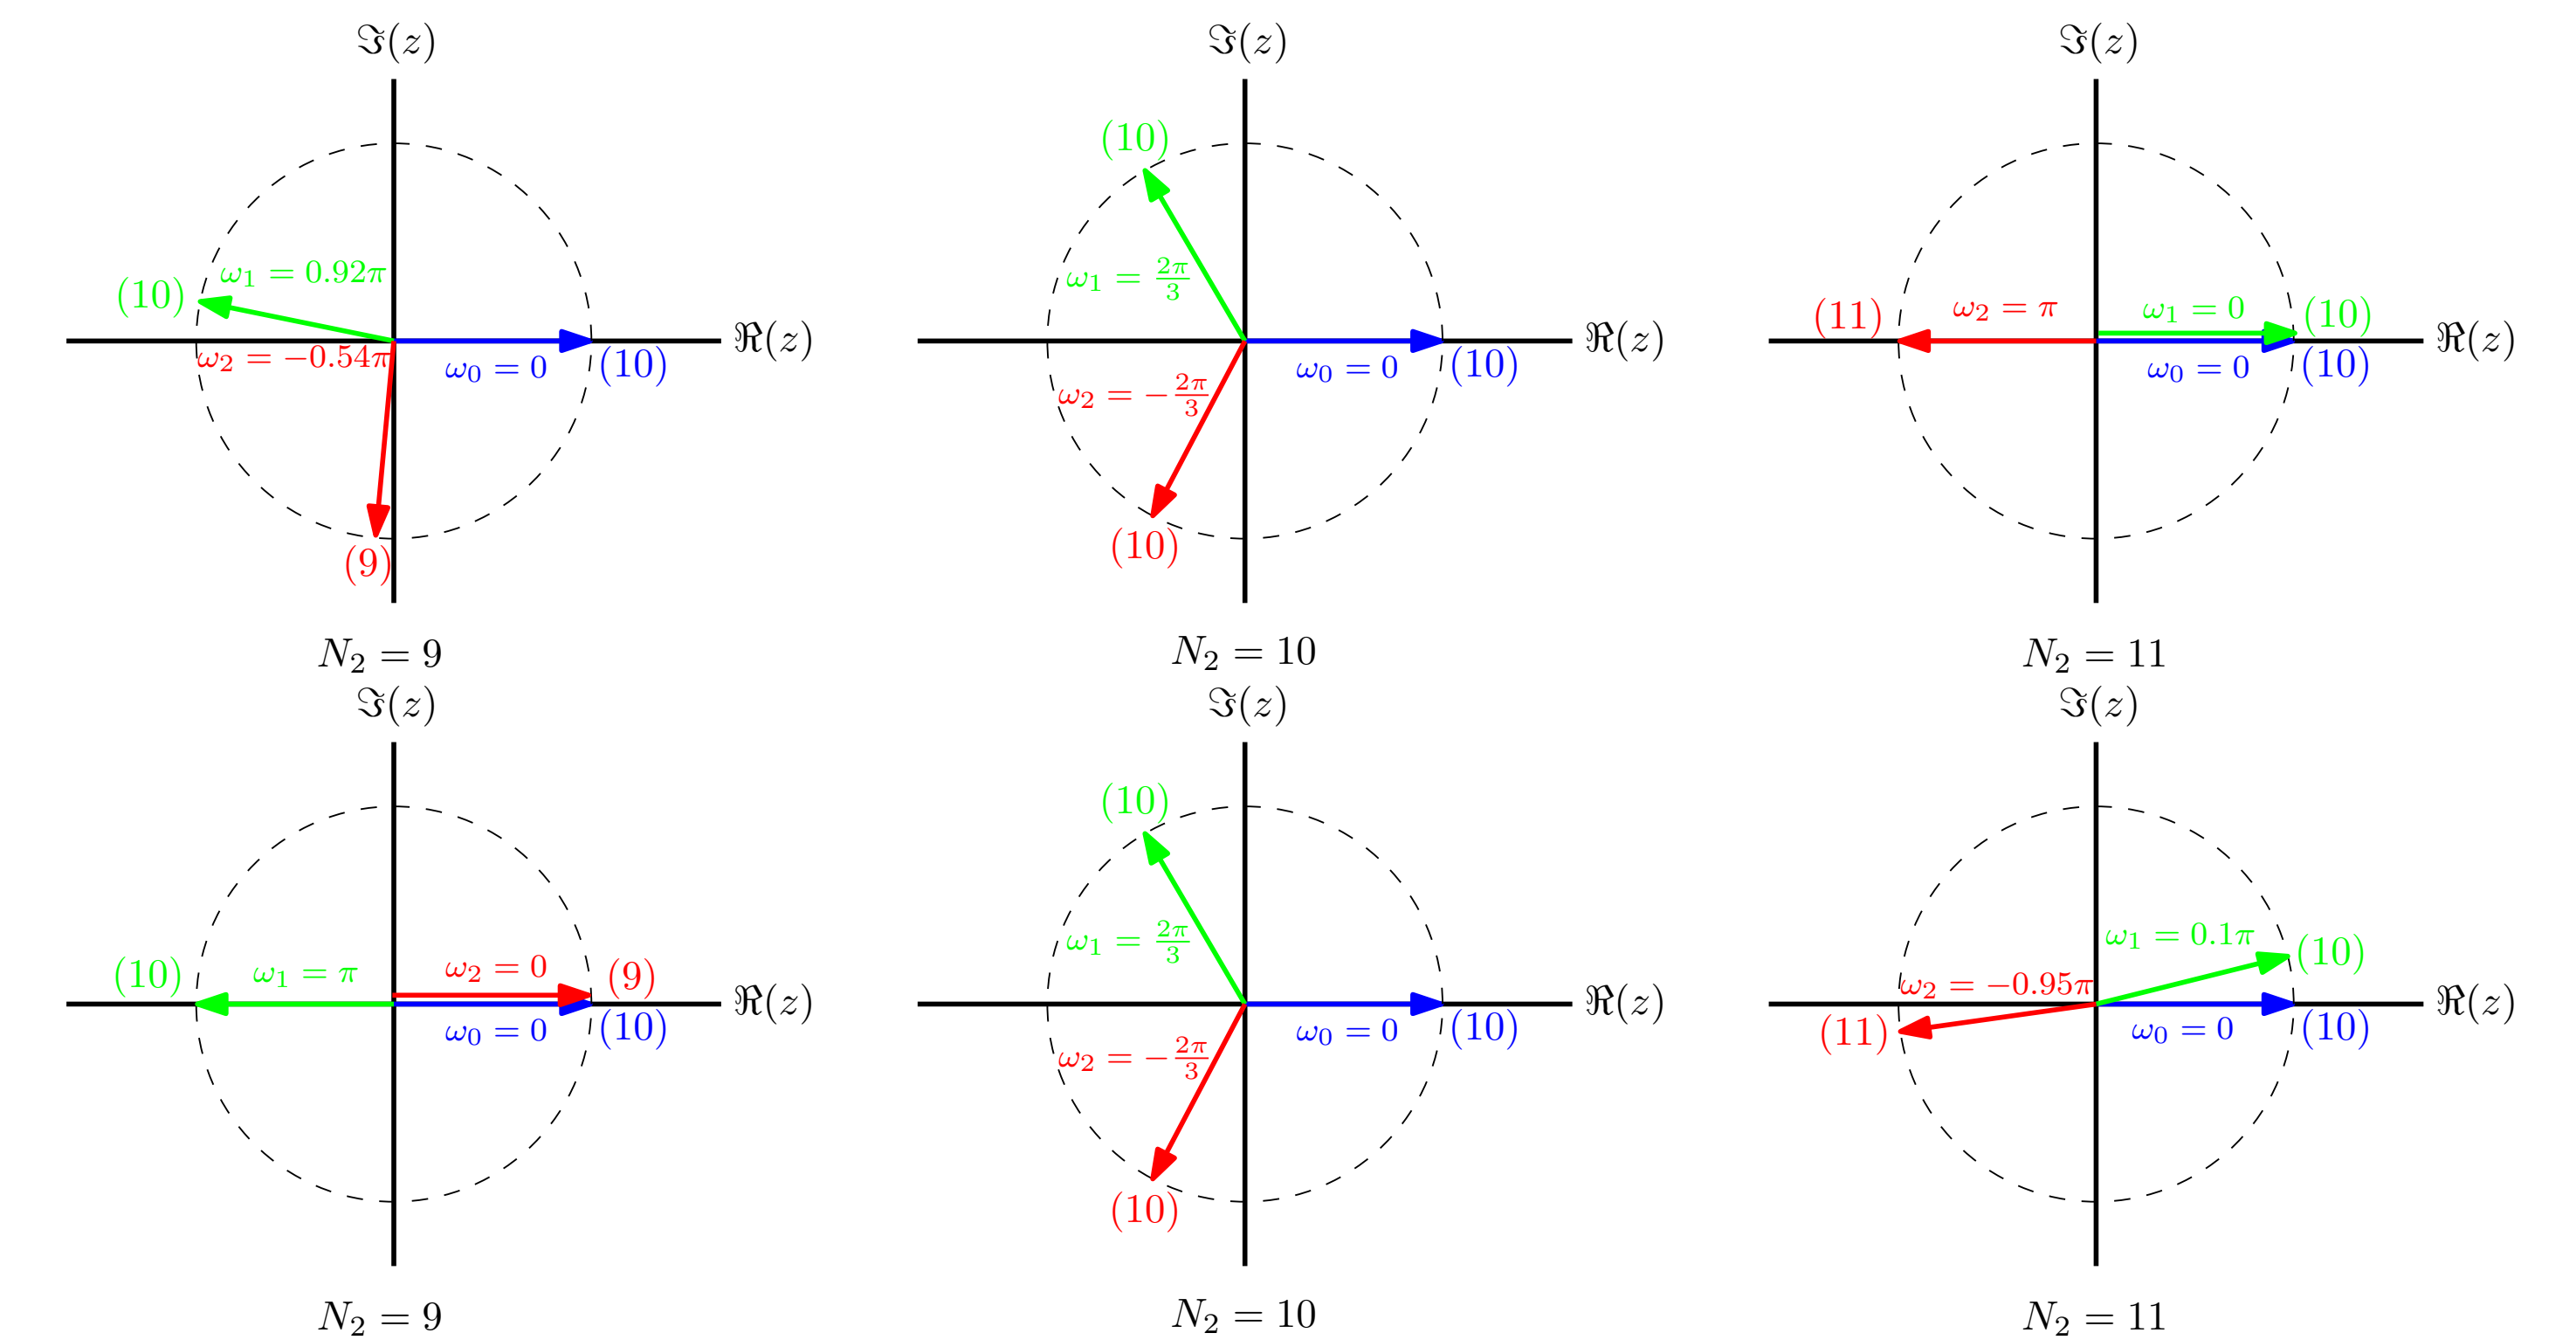 ℑ(z)
(10)
ω₁ = 0.92π
ω₂ = −0.54π
ω₀ = 0
(10)
ℜ(z)
(9)
N₂ = 9
ℑ(z)
(10)
ω₁ = 2π/3
ω₂ = −2π/3
ω₀ = 0
(10)
ℜ(z)
(10)
N₂ = 10
ℑ(z)
(11)
ω₂ = π
ω₁ = 0
(10)
ω₀ = 0
(10)
ℜ(z)
N₂ = 11
ℑ(z)
(10)
ω₁ = π
ω₂ = 0
(9)
ω₀ = 0
(10)
ℜ(z)
N₂ = 9
ℑ(z)
(10)
ω₁ = 2π/3
ω₂ = −2π/3
ω₀ = 0
(10)
ℜ(z)
(10)
N₂ = 10
ℑ(z)
ω₁ = 0.1π
(10)
ω₂ = −0.95π
(11)
ω₀ = 0
(10)
ℜ(z)
N₂ = 11